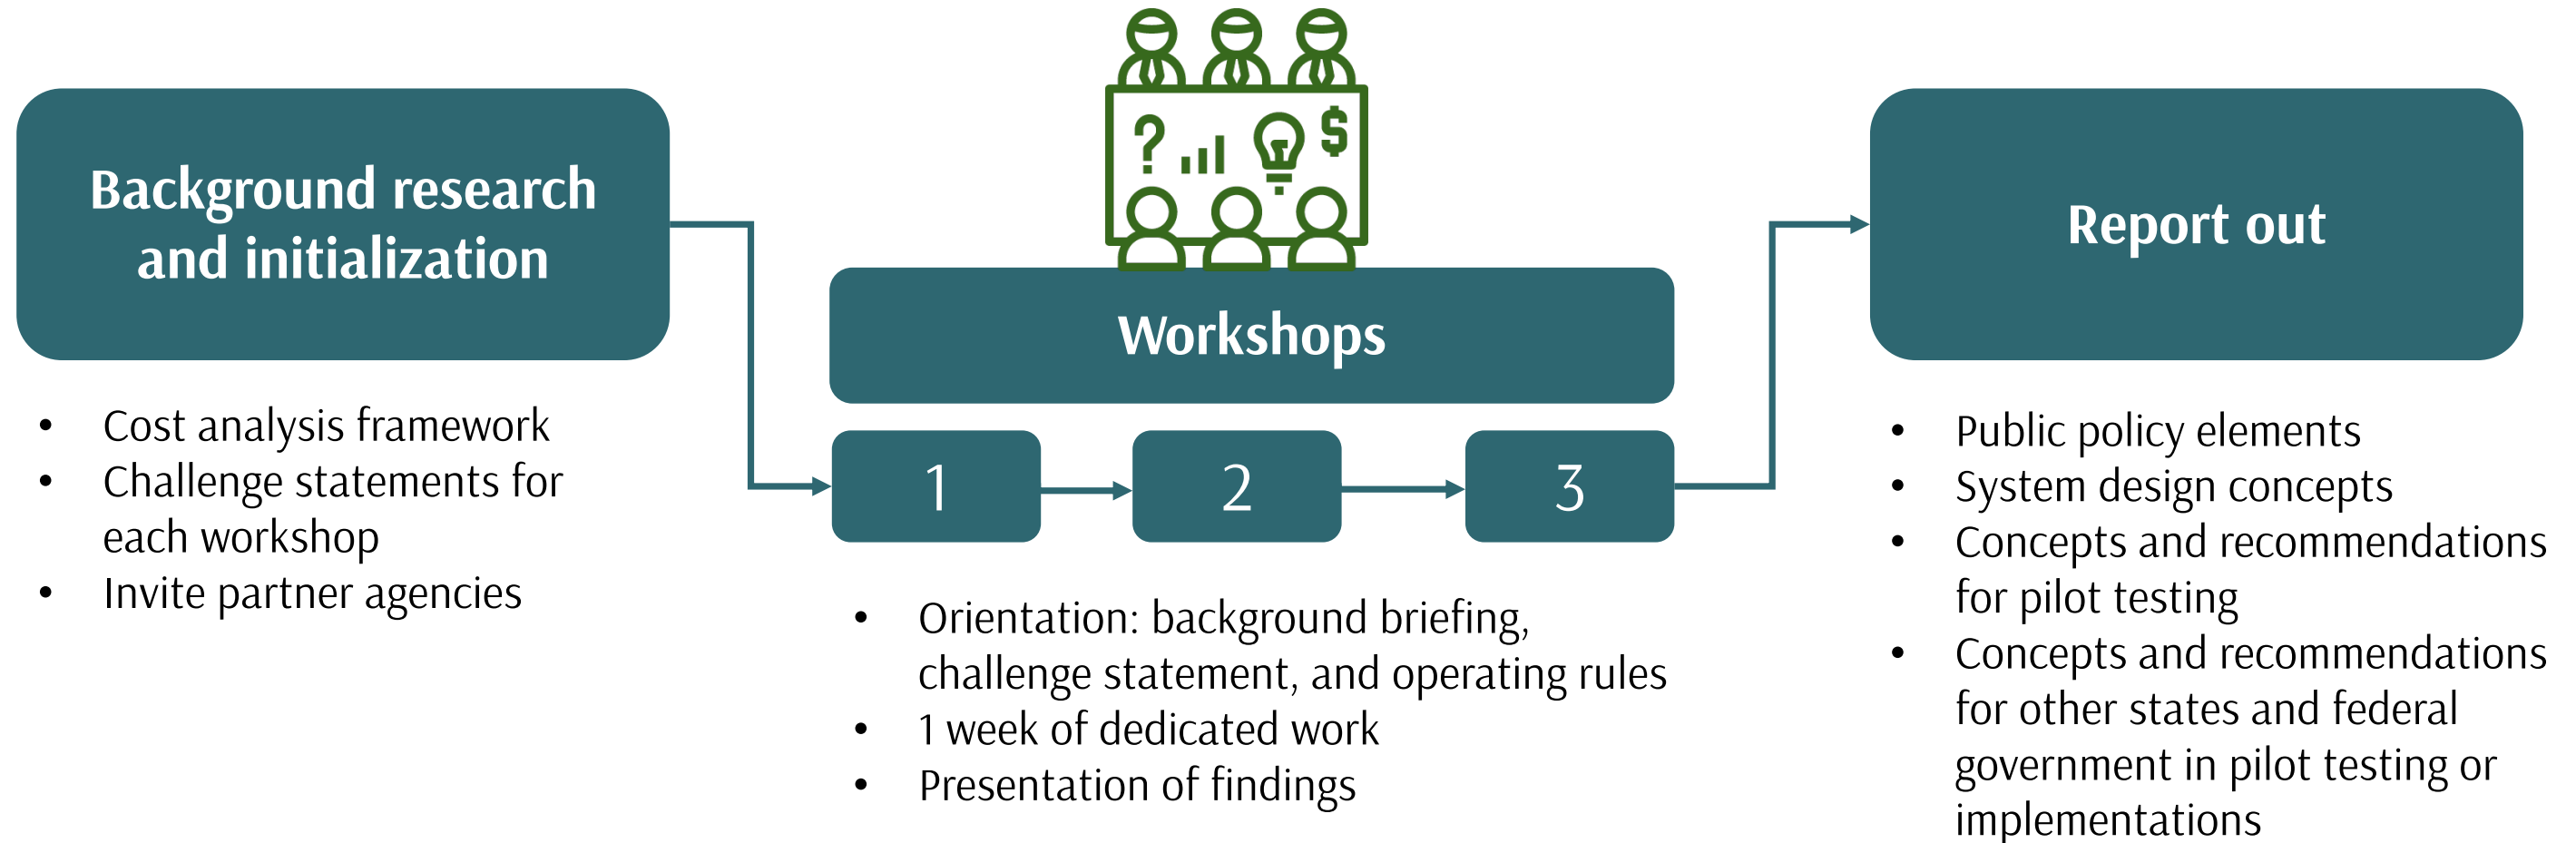 Background research
and initialization
• Cost analysis framework
• Challenge statements for
each workshop
• Invite partner agencies
? $
Workshops
1
2
3
• Orientation: background briefing,
challenge statement, and operating rules
• 1 week of dedicated work
• Presentation of findings
Report out
• Public policy elements
• System design concepts
• Concepts and recommendations
for pilot testing
• Concepts and recommendations
for other states and federal
government in pilot testing or
implementations